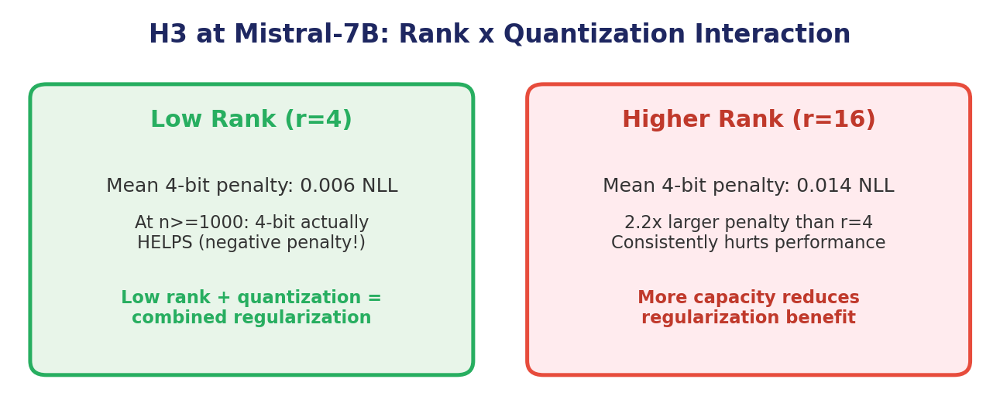 H3 at Mistral-7B: Rank x Quantization Interaction
Low Rank (r=4)
Mean 4-bit penalty: 0.006 NLL
At n>=1000: 4-bit actually
HELPS (negative penalty!)
Low rank + quantization =
combined regularization
Higher Rank (r=16)
Mean 4-bit penalty: 0.014 NLL
2.2x larger penalty than r=4
Consistently hurts performance
More capacity reduces
regularization benefit